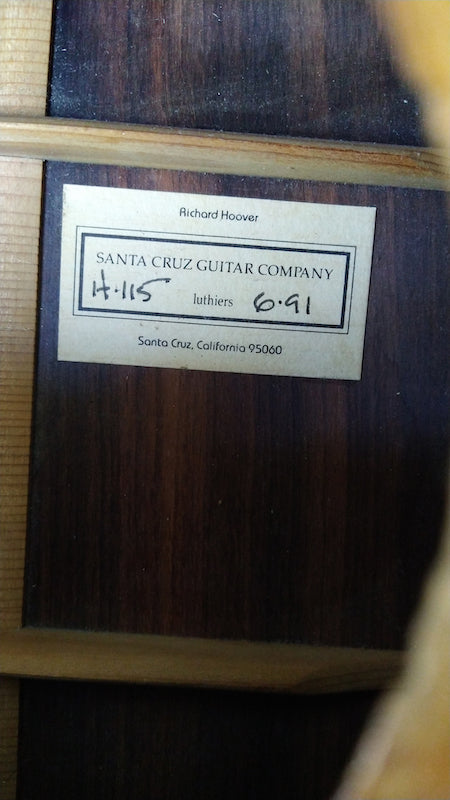 Richard Hoover
SANTA CRUZ GUITAR COMPANY
H·115 luthiers 6·91
Santa Cruz, California 95060